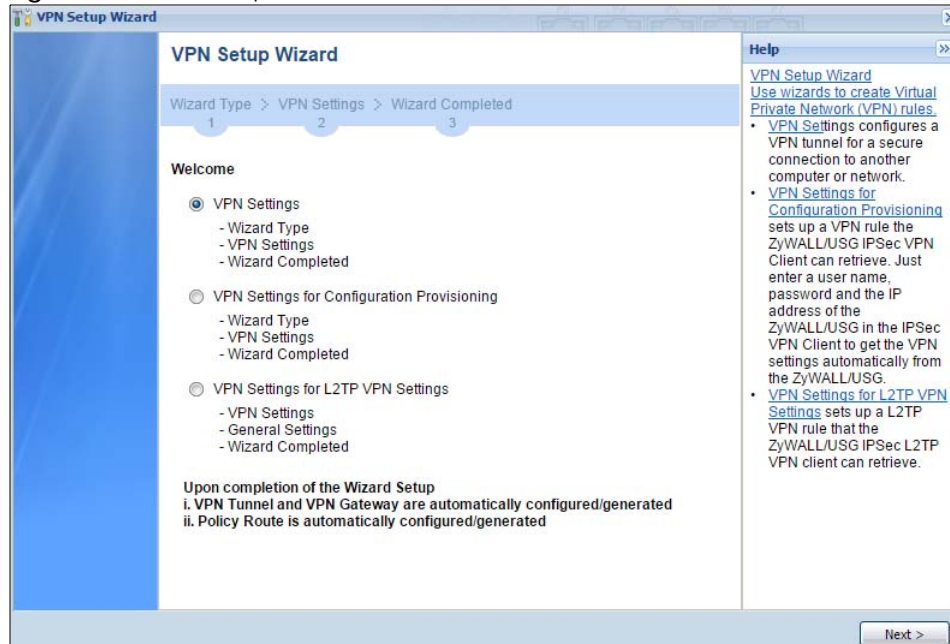 VPN Setup Wizard
VPN Setup Wizard
Wizard Type > VPN Settings > Wizard Completed
1 2 3
Welcome
VPN Settings
- Wizard Type
- VPN Settings
- Wizard Completed
VPN Settings for Configuration Provisioning
- Wizard Type
- VPN Settings
- Wizard Completed
VPN Settings for L2TP VPN Settings
- VPN Settings
- General Settings
- Wizard Completed
Upon completion of the Wizard Setup
i. VPN Tunnel and VPN Gateway are automatically configured/generated
ii. Policy Route is automatically configured/generated
Help
VPN Setup Wizard
Use wizards to create Virtual
Private Network (VPN) rules.
• VPN Settings configures a
VPN tunnel for a secure
connection to another
computer or network.
• VPN Settings for
Configuration Provisioning
sets up a VPN rule the
ZyWALL/USG IPSec VPN
Client can retrieve. Just
enter a user name,
password and the IP
address of the
ZyWALL/USG in the IPSec
VPN Client to get the VPN
settings automatically from
the ZyWALL/USG.
• VPN Settings for L2TP VPN
Settings sets up a L2TP
VPN rule that the
ZyWALL/USG IPSec L2TP
VPN client can retrieve.
Next >